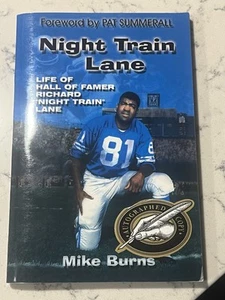 Foreword by PAT SUMMERALL
Night Train
Lane
LIFE OF
HALL OF FAMER
RICHARD
"NIGHT TRAIN"
LANE
81
AUTOGRAPHED COPY
Mike Burns